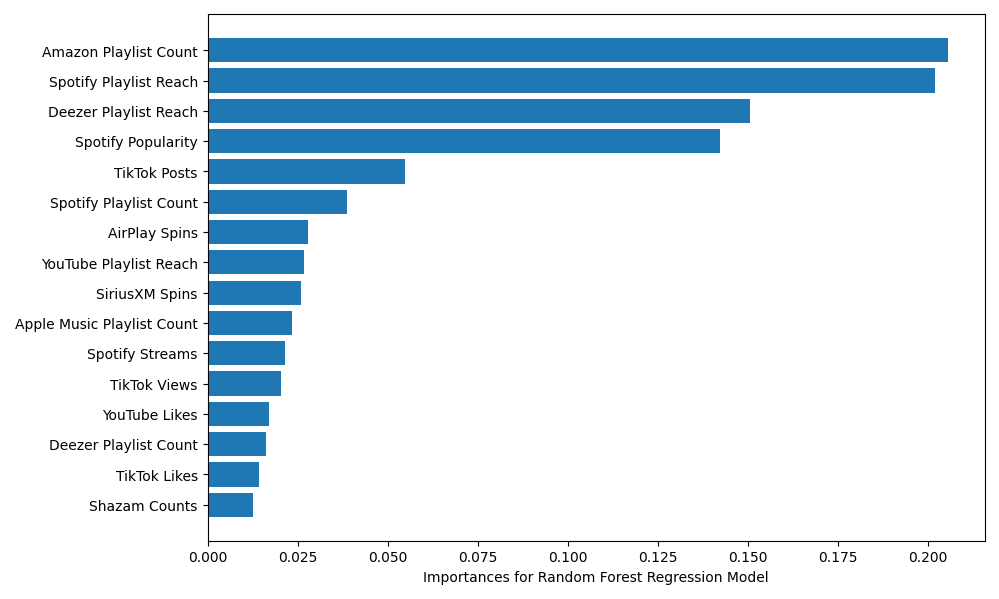 Amazon Playlist Count
Spotify Playlist Reach
Deezer Playlist Reach
Spotify Popularity
TikTok Posts
Spotify Playlist Count
AirPlay Spins
YouTube Playlist Reach
SiriusXM Spins
Apple Music Playlist Count
Spotify Streams
TikTok Views
YouTube Likes
Deezer Playlist Count
TikTok Likes
Shazam Counts
0.000 0.025 0.050 0.075 0.100 0.125 0.150 0.175 0.200
Importances for Random Forest Regression Model